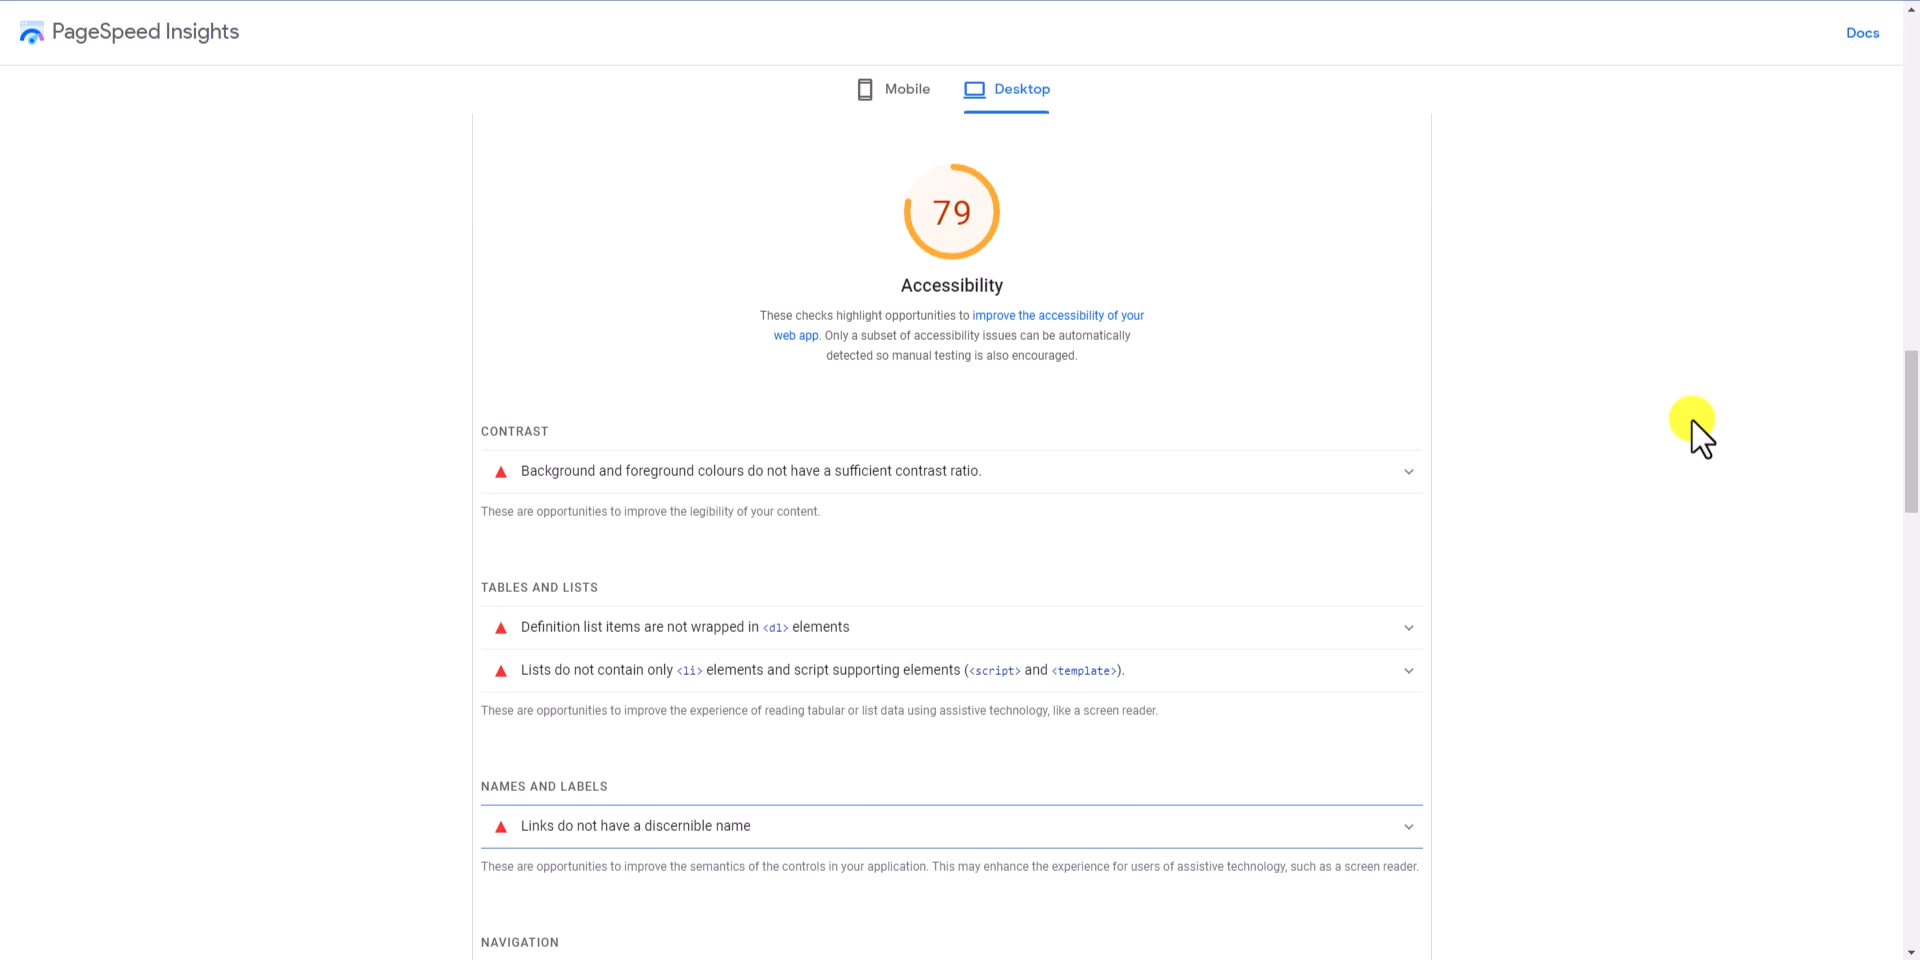 PageSpeed Insights
Docs
Mobile
Desktop
79
Accessibility
These checks highlight opportunities to improve the accessibility of your
web app. Only a subset of accessibility issues can be automatically
detected so manual testing is also encouraged.
CONTRAST
Background and foreground colours do not have a sufficient contrast ratio.
These are opportunities to improve the legibility of your content.
TABLES AND LISTS
Definition list items are not wrapped in <dl> elements
Lists do not contain only <li> elements and script supporting elements (<script> and <template>).
These are opportunities to improve the experience of reading tabular or list data using assistive technology, like a screen reader.
NAMES AND LABELS
Links do not have a discernible name
These are opportunities to improve the semantics of the controls in your application. This may enhance the experience for users of assistive technology, such as a screen reader.
NAVIGATION